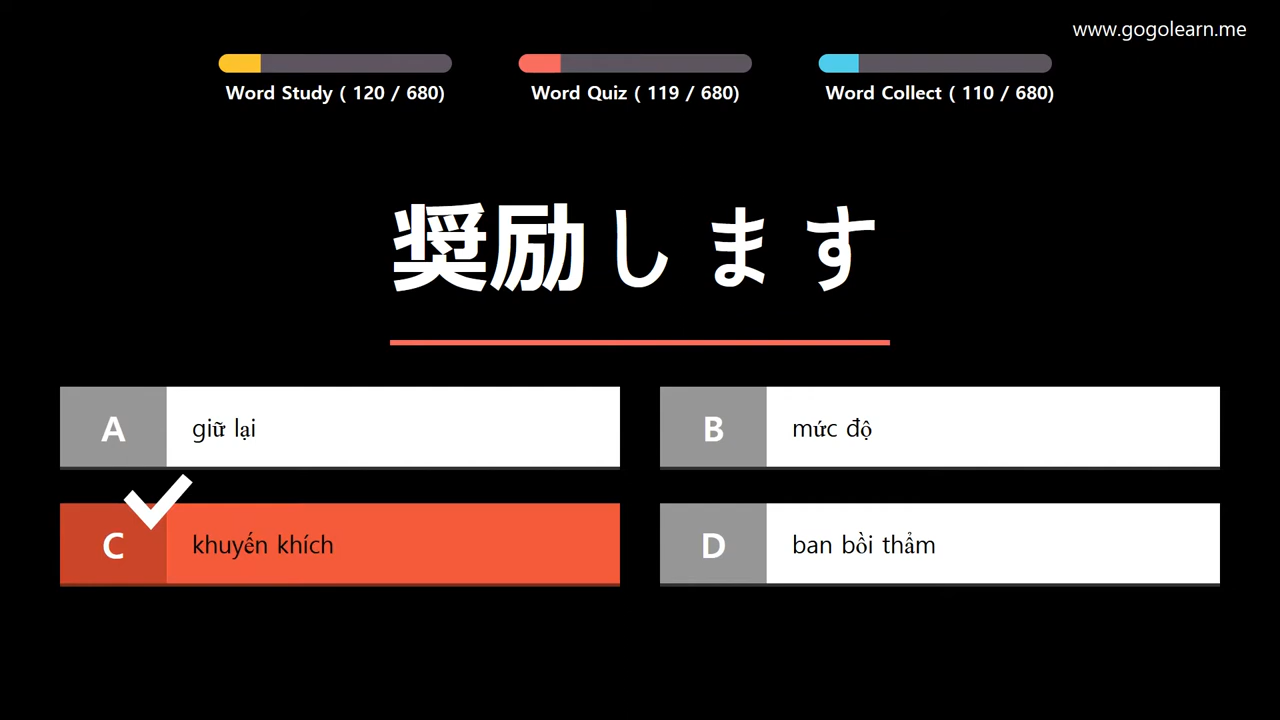 www.gogolearn.me
Word Study ( 120 / 680)
Word Quiz ( 119 / 680)
Word Collect ( 110 / 680)
奨励します
A
giữ lại
B
mức độ
C
khuyến khích
D
ban bồi thẩm